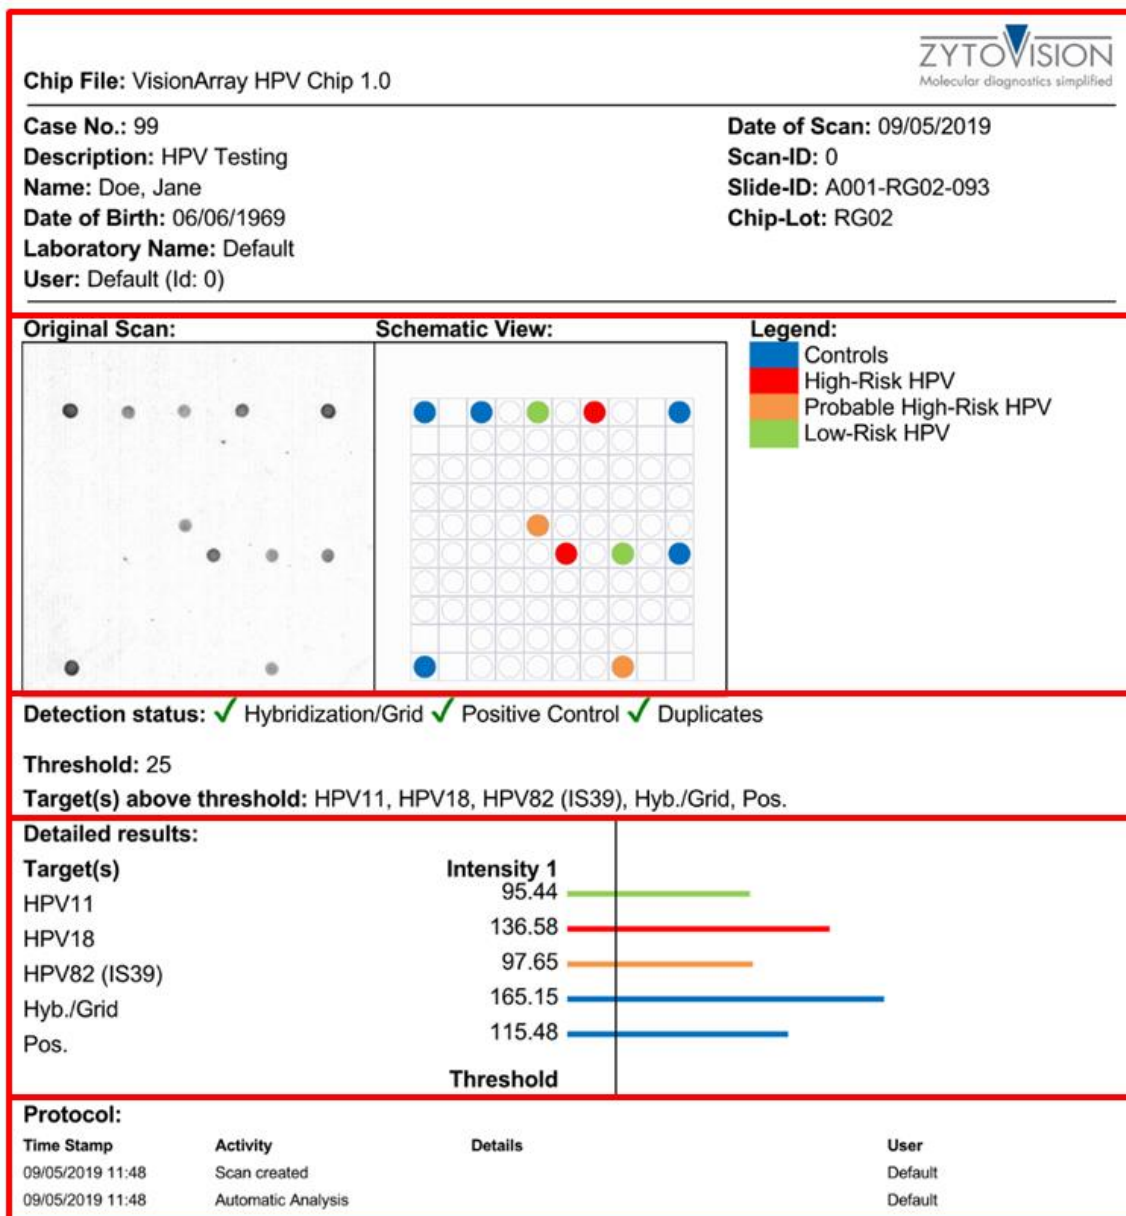 ZYTOVISION
Molecular diagnostics simplified
Chip File: VisionArray HPV Chip 1.0
Case No.: 99
Description: HPV Testing
Name: Doe, Jane
Date of Birth: 06/06/1969
Laboratory Name: Default
User: Default (Id: 0)
Date of Scan: 09/05/2019
Scan-ID: 0
Slide-ID: A001-RG02-093
Chip-Lot: RG02
Original Scan:
Schematic View:
Legend:
Controls
High-Risk HPV
Probable High-Risk HPV
Low-Risk HPV
Detection status: ✓ Hybridization/Grid ✓ Positive Control ✓ Duplicates
Threshold: 25
Target(s) above threshold: HPV11, HPV18, HPV82 (IS39), Hyb./Grid, Pos.
Detailed results:
Target(s) Intensity 1
HPV11 95.44
HPV18 136.58
HPV82 (IS39) 97.65
Hyb./Grid 165.15
Pos. 115.48
Threshold
Protocol:
Time Stamp Activity Details User
09/05/2019 11:48 Scan created Default
09/05/2019 11:48 Automatic Analysis Default